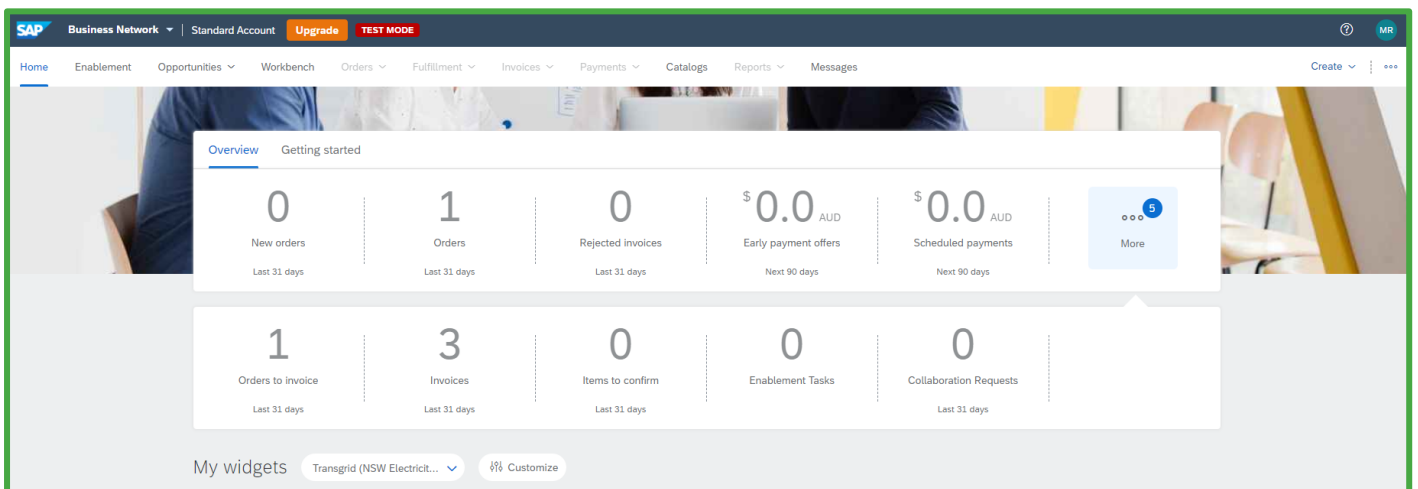 SAP Business Network | Standard Account Upgrade TEST MODE MR
Home Enablement Opportunities Workbench Orders Fulfillment Invoices Payments Catalogs Reports Messages Create
Overview Getting started
0 1 0 $ 0.0 AUD $ 0.0 AUD 5
New orders Orders Rejected invoices Early payment offers Scheduled payments More
Last 31 days Last 31 days Last 31 days Next 90 days Next 90 days
1 3 0 0 0
Orders to invoice Invoices Items to confirm Enablement Tasks Collaboration Requests
Last 31 days Last 31 days Last 31 days Last 31 days
My widgets Transgrid (NSW Electricit... Customize